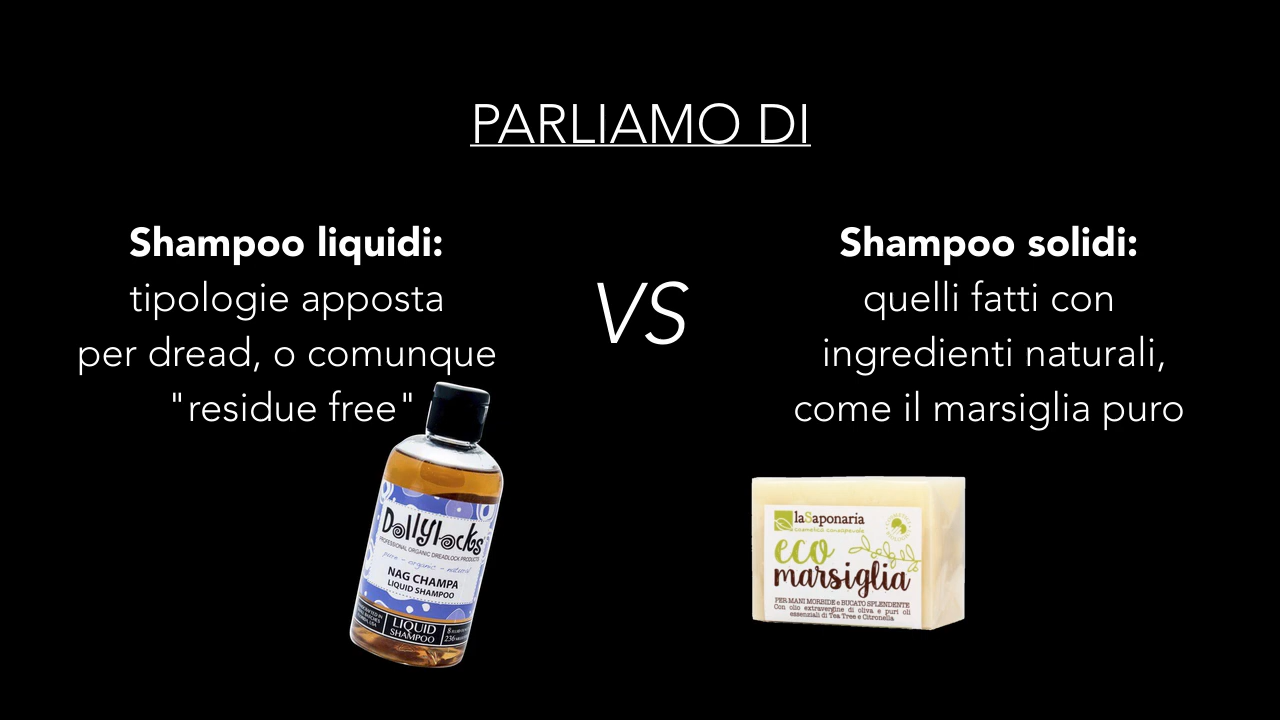 PARLIAMO DI
Shampoo liquidi:
tipologie apposta
per dread, o comunque
"residue free"
VS
Shampoo solidi:
quelli fatti con
ingredienti naturali,
come il marsiglia puro
Dollylocks
PROFESSIONAL ORGANIC DREADLOCK PRODUCTS
pure - organic - natural
NAG CHAMPA
LIQUID SHAMPOO
LIQUID
SHAMPOO
laSaponaria
eco
marsiglia
PER MANI MORBIDE e BUCATO SPLENDENTE
Con olio extravergine di oliva e puri oli
essenziali di Tea Tree e Citronella